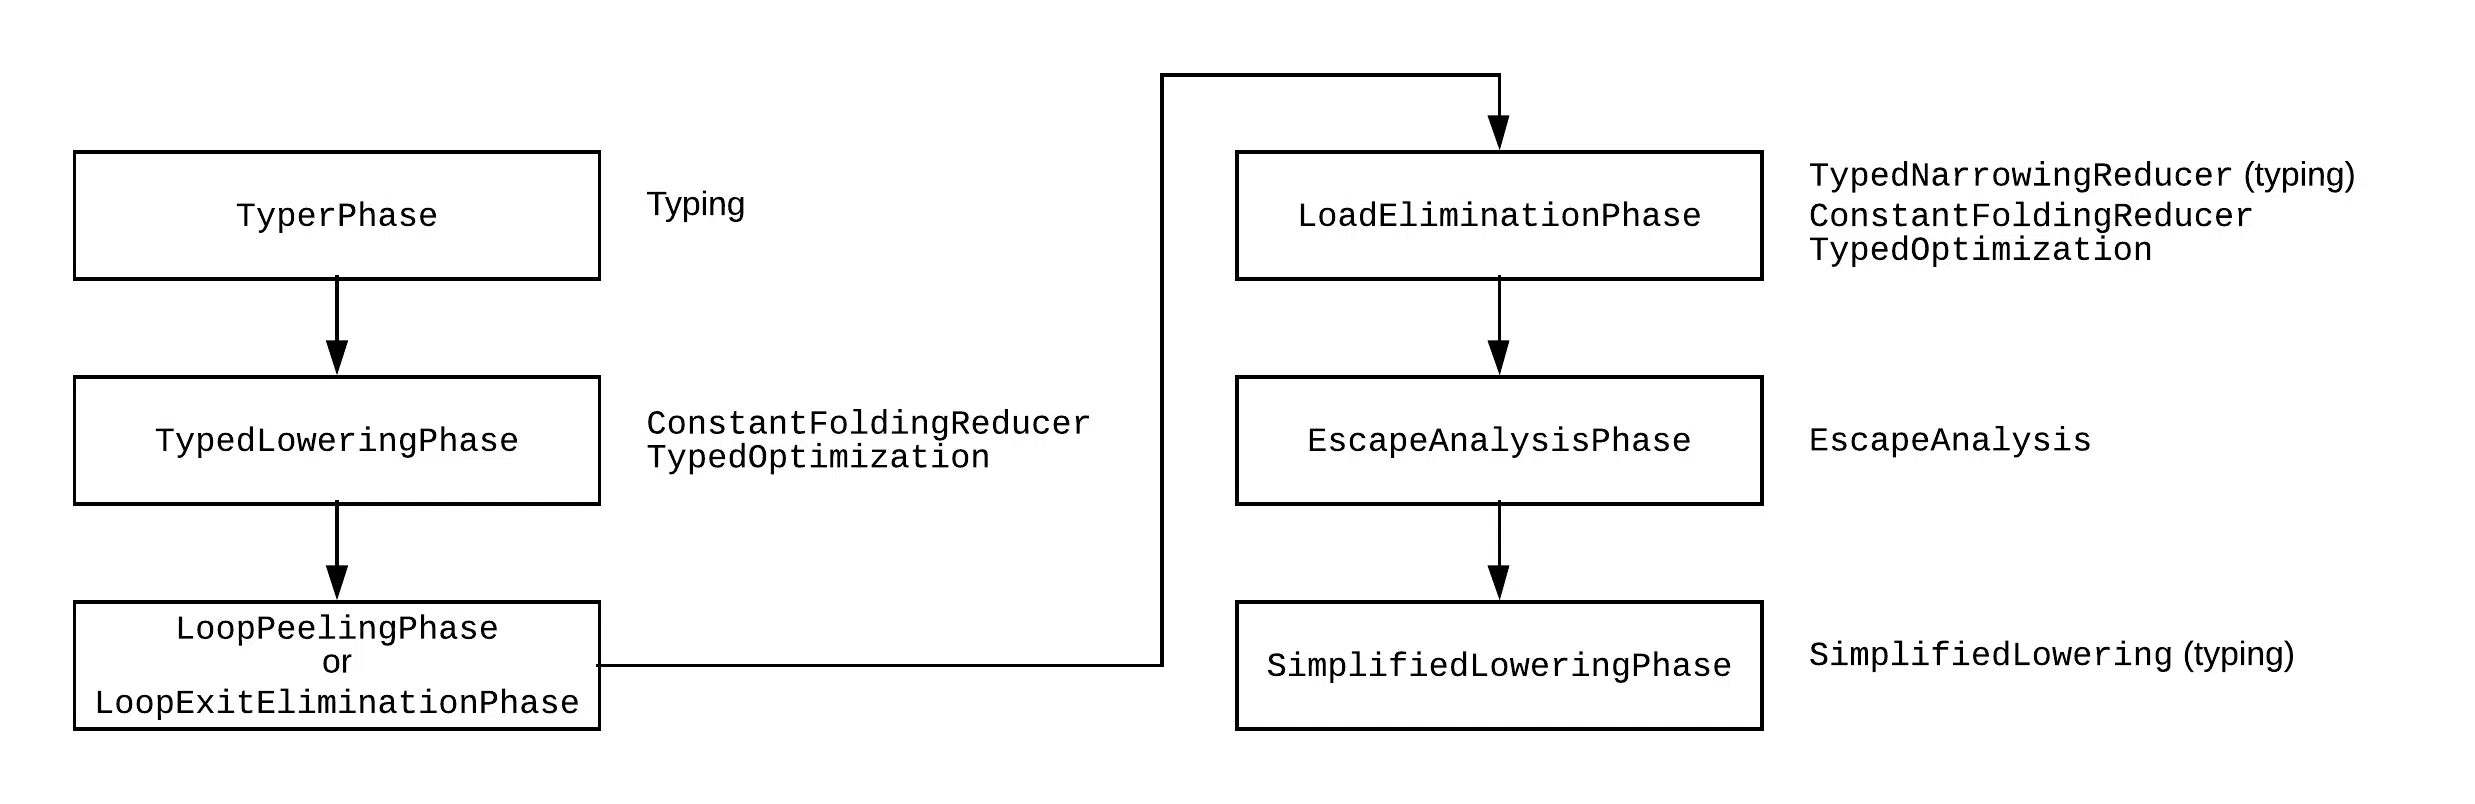 TyperPhase
Typing
TypedLoweringPhase
ConstantFoldingReducer
TypedOptimization
LoopPeelingPhase
or
LoopExitEliminationPhase
LoadEliminationPhase
TypedNarrowingReducer (typing)
ConstantFoldingReducer
TypedOptimization
EscapeAnalysisPhase
EscapeAnalysis
SimplifiedLoweringPhase
SimplifiedLowering (typing)